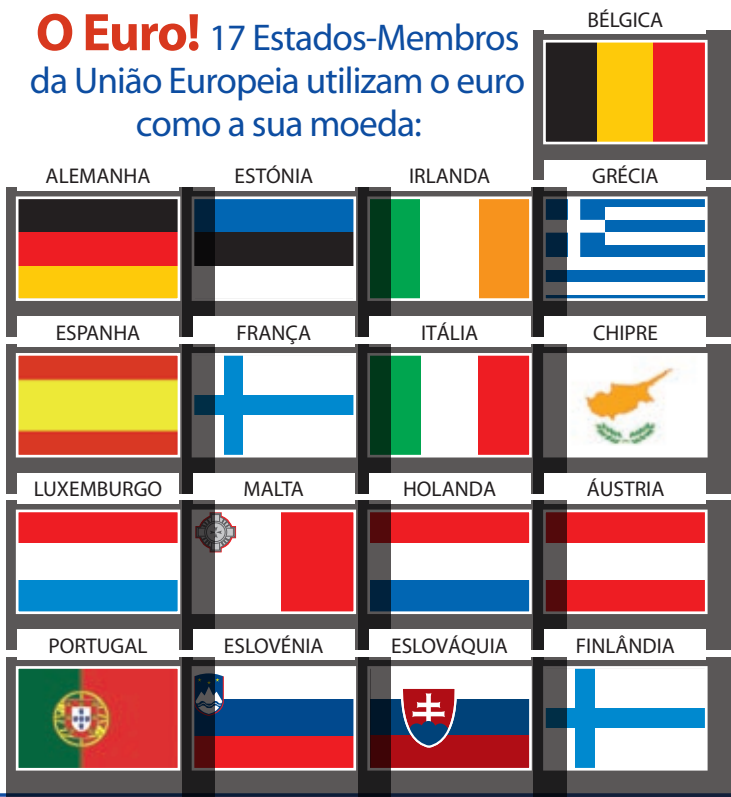 O Euro! 17 Estados-Membros
da União Europeia utilizam o euro
como a sua moeda:
BÉLGICA
ALEMANHA
ESTÓNIA
IRLANDA
GRÉCIA
ESPANHA
FRANÇA
ITÁLIA
CHIPRE
LUXEMBURGO
MALTA
HOLANDA
ÁUSTRIA
PORTUGAL
ESLOVÉNIA
ESLOVÁQUIA
FINLÂNDIA